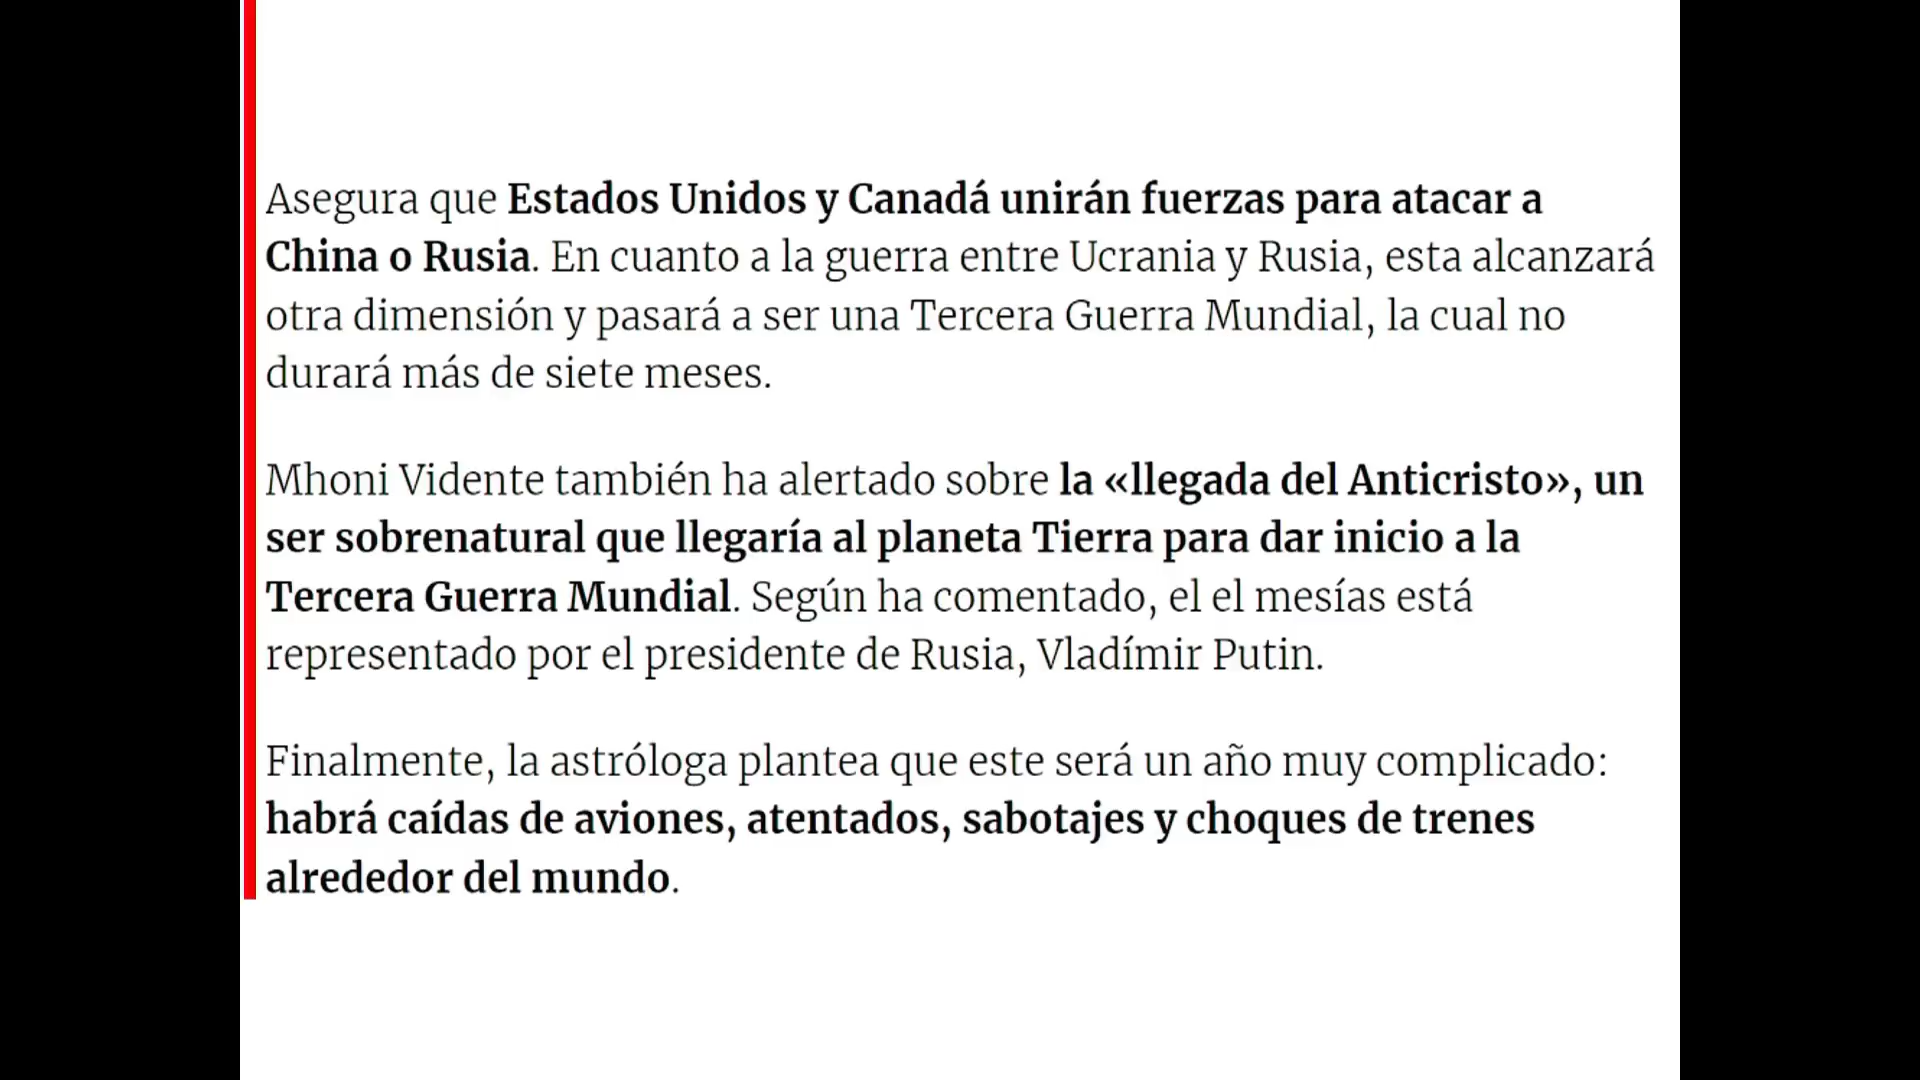 Asegura que Estados Unidos y Canadá unirán fuerzas para atacar a
China o Rusia. En cuanto a la guerra entre Ucrania y Rusia, esta alcanzará
otra dimensión y pasará a ser una Tercera Guerra Mundial, la cual no
durará más de siete meses.
Mhoni Vidente también ha alertado sobre la «llegada del Anticristo», un
ser sobrenatural que llegaría al planeta Tierra para dar inicio a la
Tercera Guerra Mundial. Según ha comentado, el el mesías está
representado por el presidente de Rusia, Vladímir Putin.
Finalmente, la astróloga plantea que este será un año muy complicado:
habrá caídas de aviones, atentados, sabotajes y choques de trenes
alrededor del mundo.